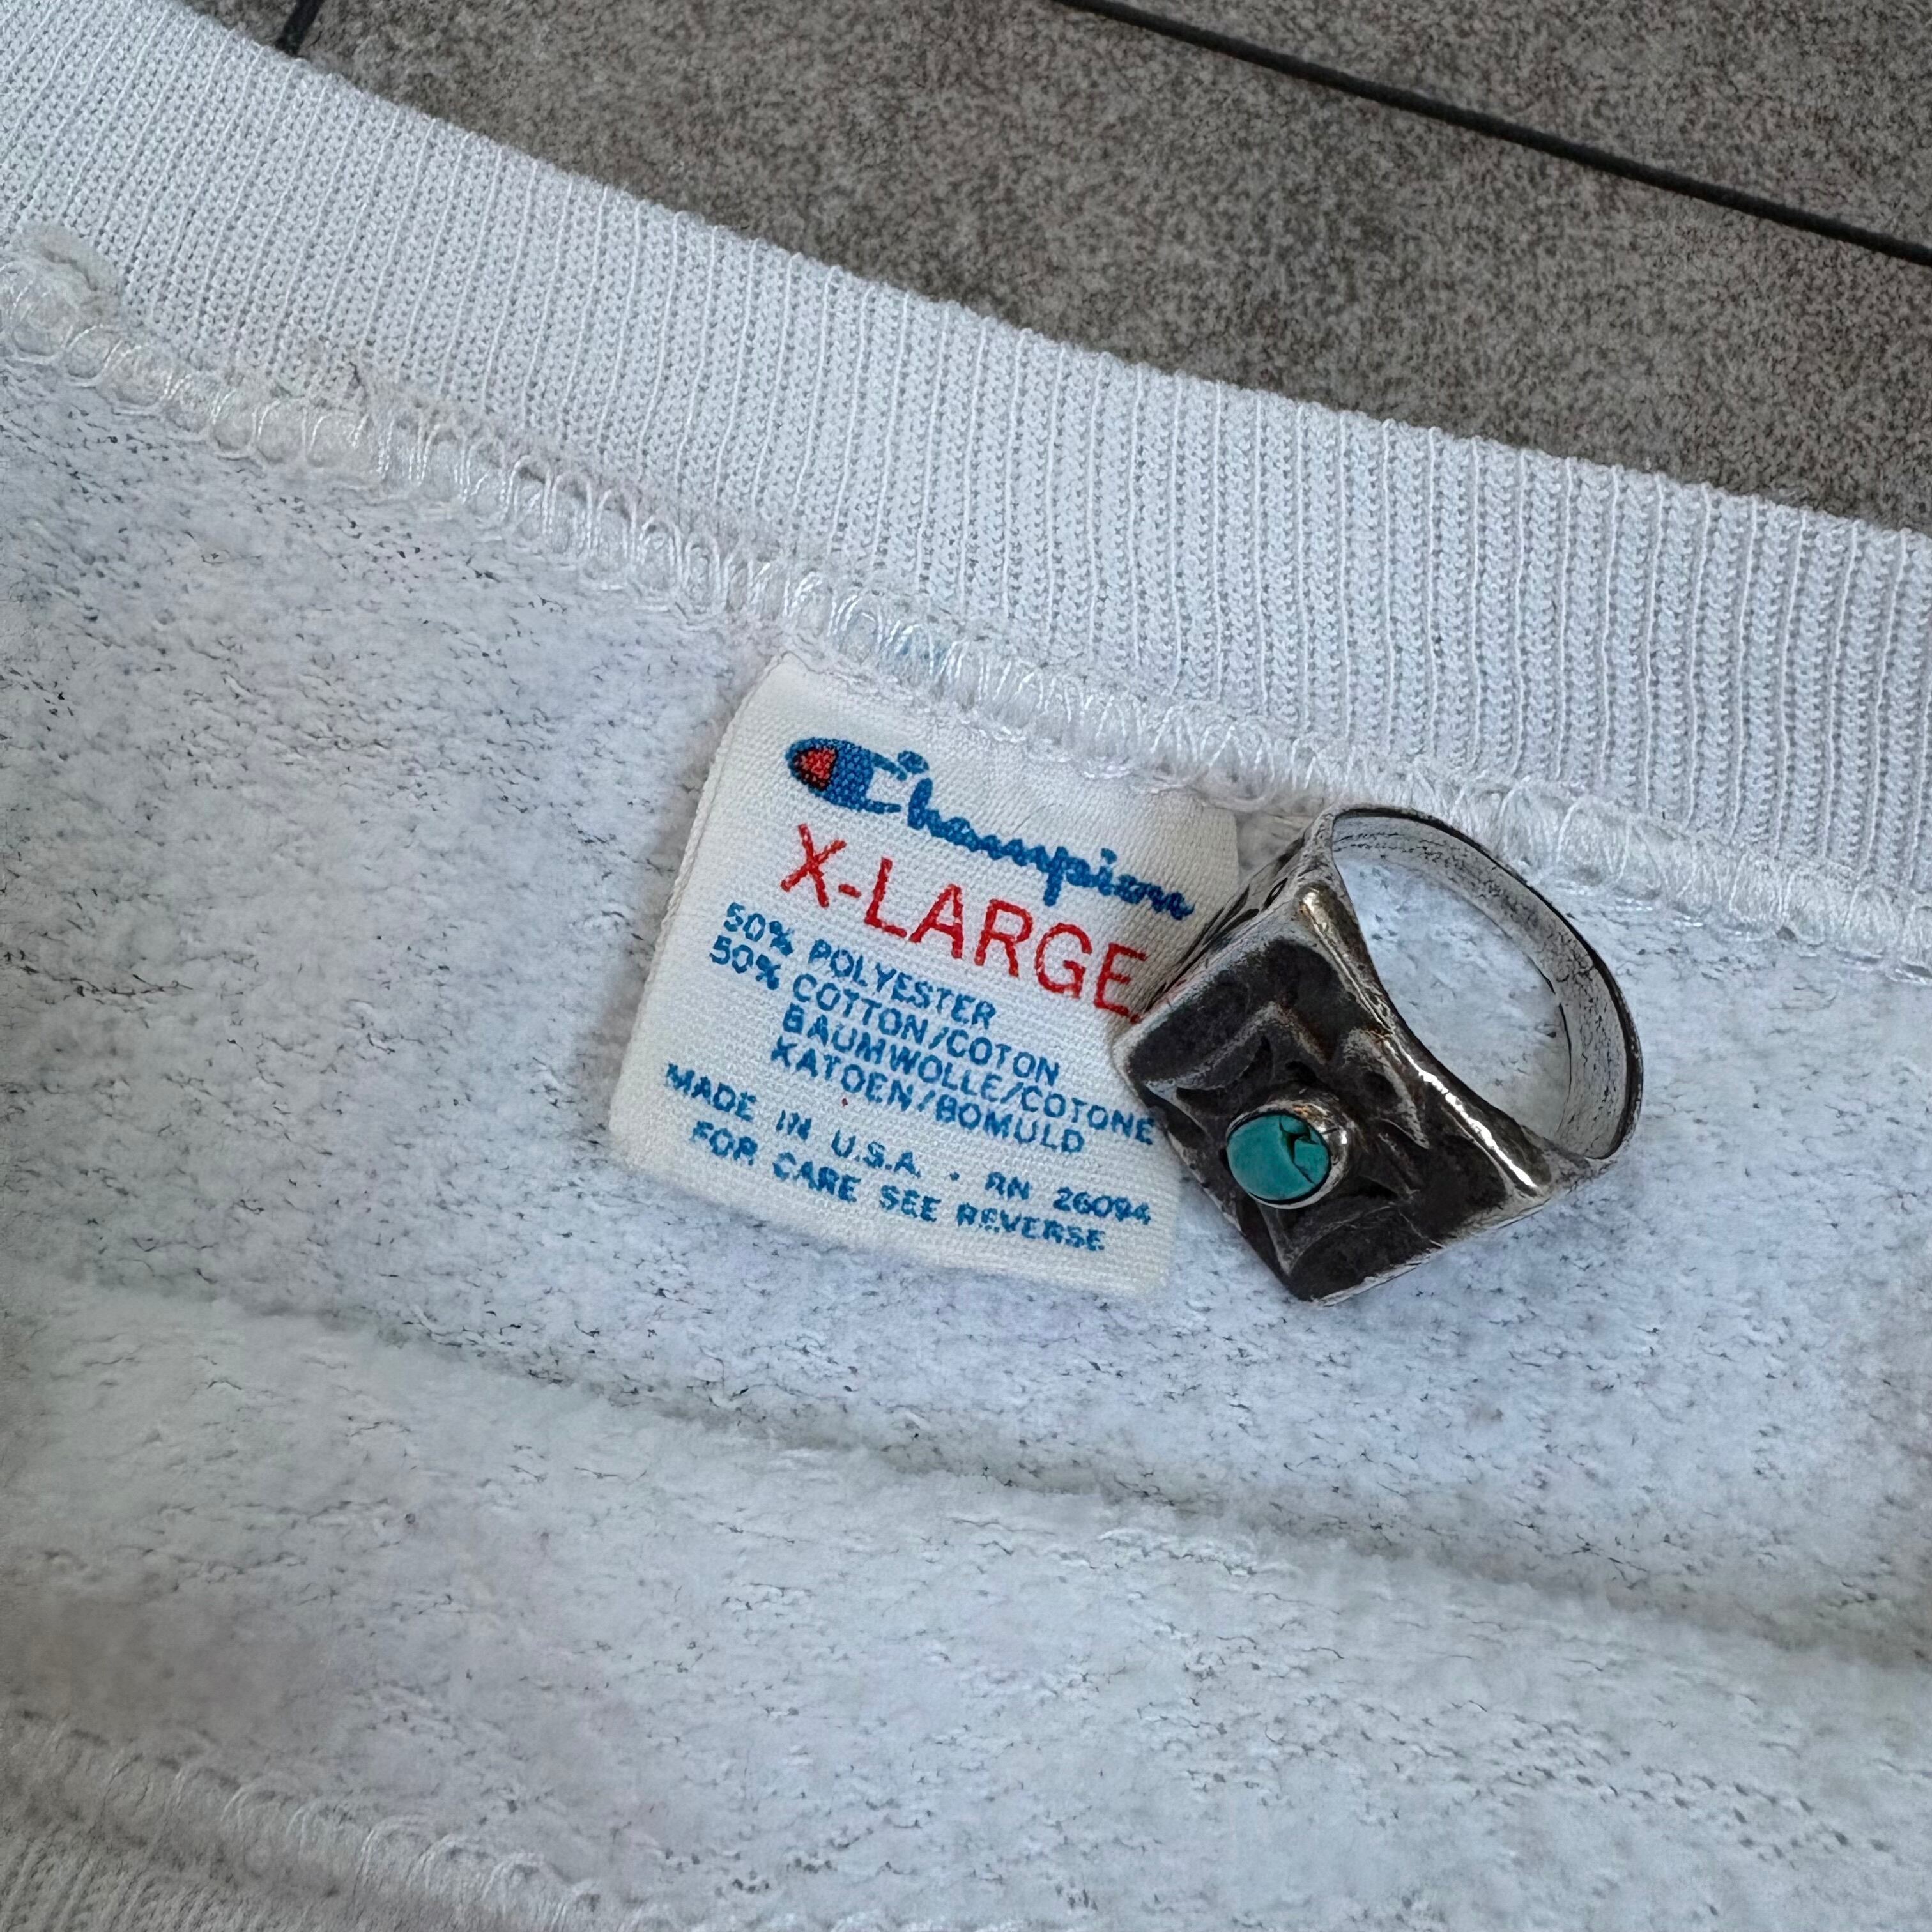 Champion
X-LARGE
50% POLYESTER
50% COTTON/COTON
BAUMWOLLE/COTONE
KATOEN/BOMULD
MADE IN U.S.A. · RN 26094
FOR CARE SEE REVERSE